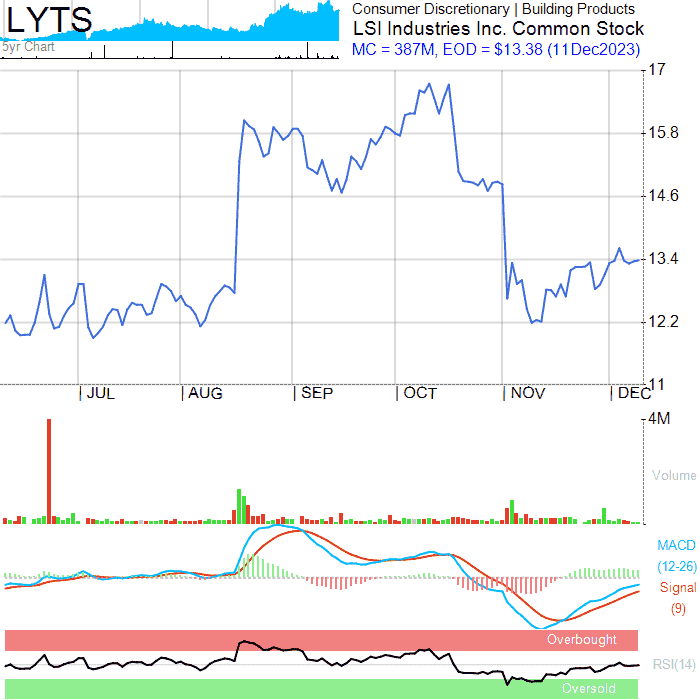 LYTS
5yr Chart
Consumer Discretionary | Building Products
LSI Industries Inc. Common Stock
MC = 387M, EOD = $13.38 (11Dec2023)
17
15.8
14.6
13.4
12.2
11
JUL
AUG
SEP
OCT
NOV
DEC
4M
Volume
MACD
(12-26)
Signal
(9)
Overbought
RSI(14)
Oversold